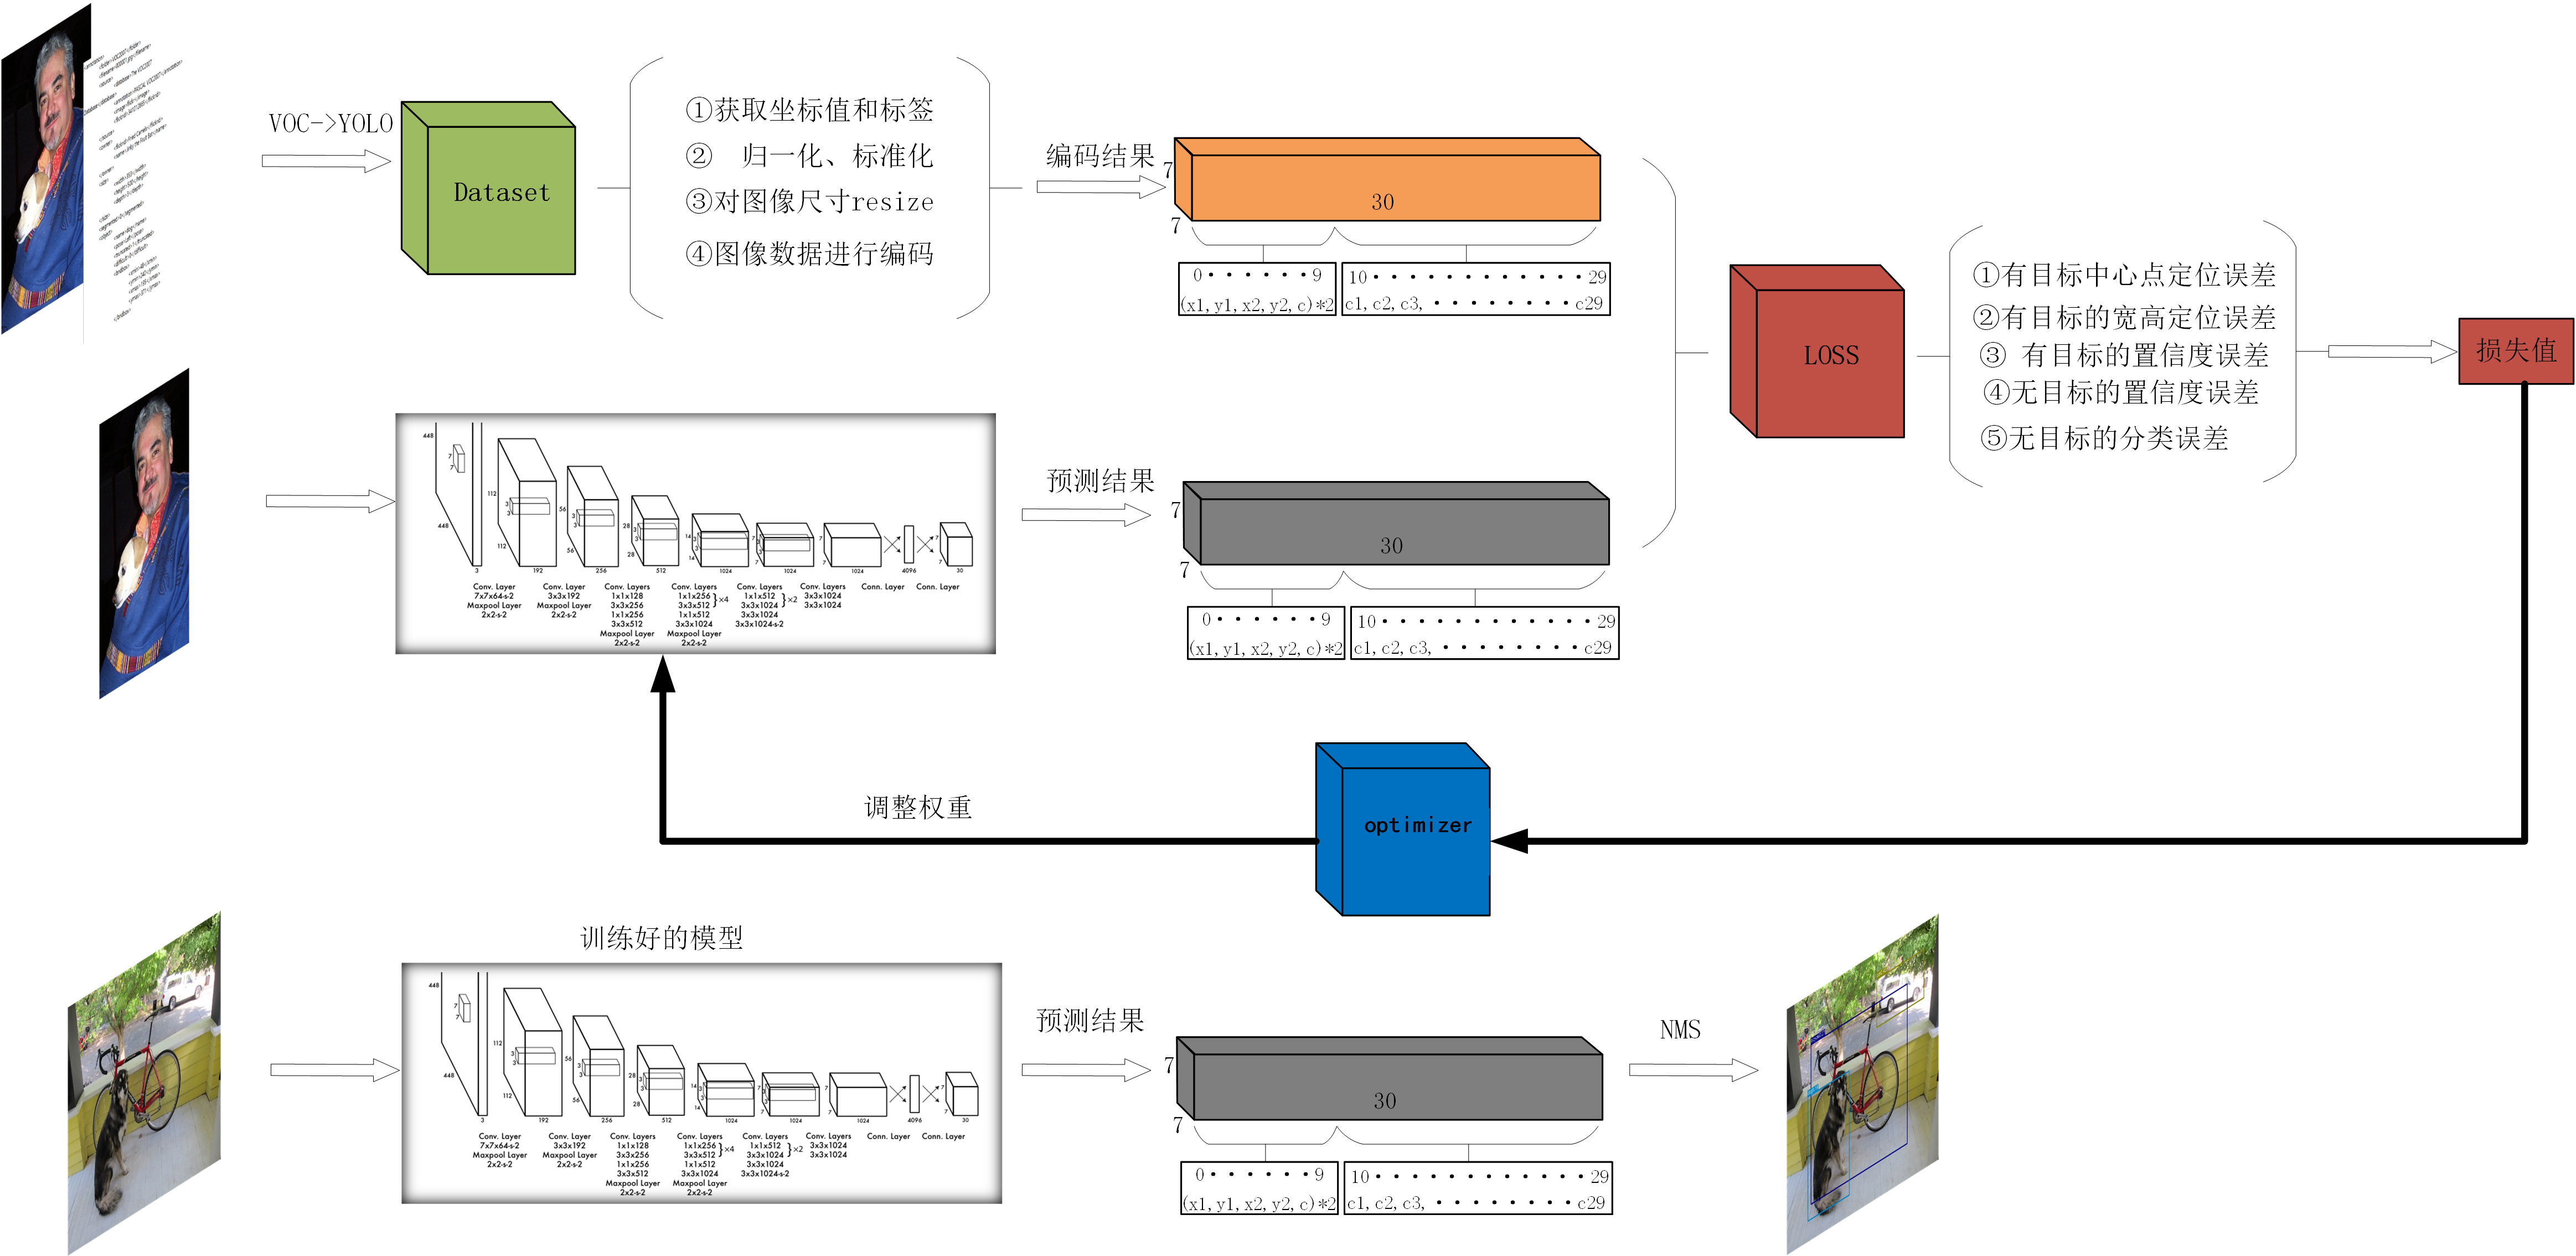 VOC->YOLO
Dataset
①获取坐标值和标签
② 归一化、标准化
③对图像尺寸resize
④图像数据进行编码
编码结果
7
7
30
0······9
(x1,y1,x2,y2,c)*2
10············29
c1,c2,c3,········c29
LOSS
①有目标中心点定位误差
②有目标的宽高定位误差
③ 有目标的置信度误差
④无目标的置信度误差
⑤无目标的分类误差
损失值
448
448
7
7
3
112
112
3
3
192
56
56
3
3
256
28
28
3
3
512
14
14
3
3
1024
7
7
3
3
1024
7
7
1024
4096
7
7
30
Conv. Layer
7x7x64-s-2
Maxpool Layer
2x2-s-2
Conv. Layer
3x3x192
Maxpool Layer
2x2-s-2
Conv. Layers
1x1x128
3x3x256
1x1x256
3x3x512
Maxpool Layer
2x2-s-2
Conv. Layers
1x1x256
3x3x512
}×4
1x1x512
3x3x1024
Maxpool Layer
2x2-s-2
Conv. Layers
1x1x512
3x3x1024
}×2
3x3x1024
3x3x1024-s-2
Conv. Layers
3x3x1024
3x3x1024
Conn. Layer
Conn. Layer
预测结果
7
7
30
0······9
(x1,y1,x2,y2,c)*2
10············29
c1,c2,c3,········c29
调整权重
optimizer
训练好的模型
448
448
7
7
3
112
112
3
3
192
56
56
3
3
256
28
28
3
3
512
14
14
3
3
1024
7
7
3
3
1024
7
7
1024
4096
7
7
30
Conv. Layer
7x7x64-s-2
Maxpool Layer
2x2-s-2
Conv. Layer
3x3x192
Maxpool Layer
2x2-s-2
Conv. Layers
1x1x128
3x3x256
1x1x256
3x3x512
Maxpool Layer
2x2-s-2
Conv. Layers
1x1x256
3x3x512
}×4
1x1x512
3x3x1024
Maxpool Layer
2x2-s-2
Conv. Layers
1x1x512
3x3x1024
}×2
3x3x1024
3x3x1024-s-2
Conv. Layers
3x3x1024
3x3x1024
Conn. Layer
Conn. Layer
预测结果
7
7
30
0······9
(x1,y1,x2,y2,c)*2
10············29
c1,c2,c3,··········c29
NMS